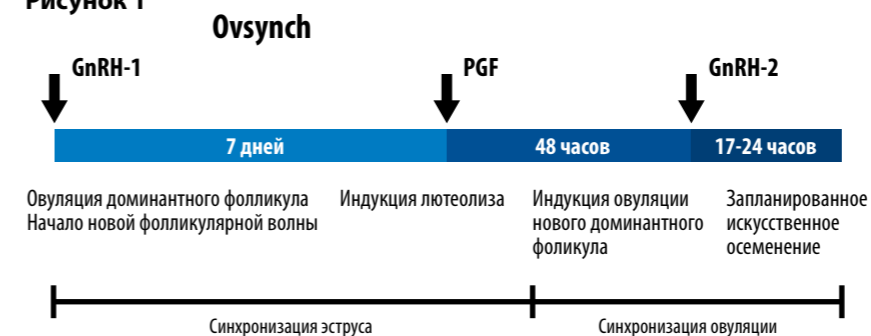 Рисунок 1
Ovsynch
GnRH-1
PGF
GnRH-2
7 дней
48 часов
17-24 часов
Овуляция доминантного фолликула
Начало новой фолликулярной волны
Индукция лютеолиза
Индукция овуляции
нового доминантного
фоликула
Запланированное
искусственное
осеменение
Синхронизация эструса
Синхронизация овуляции